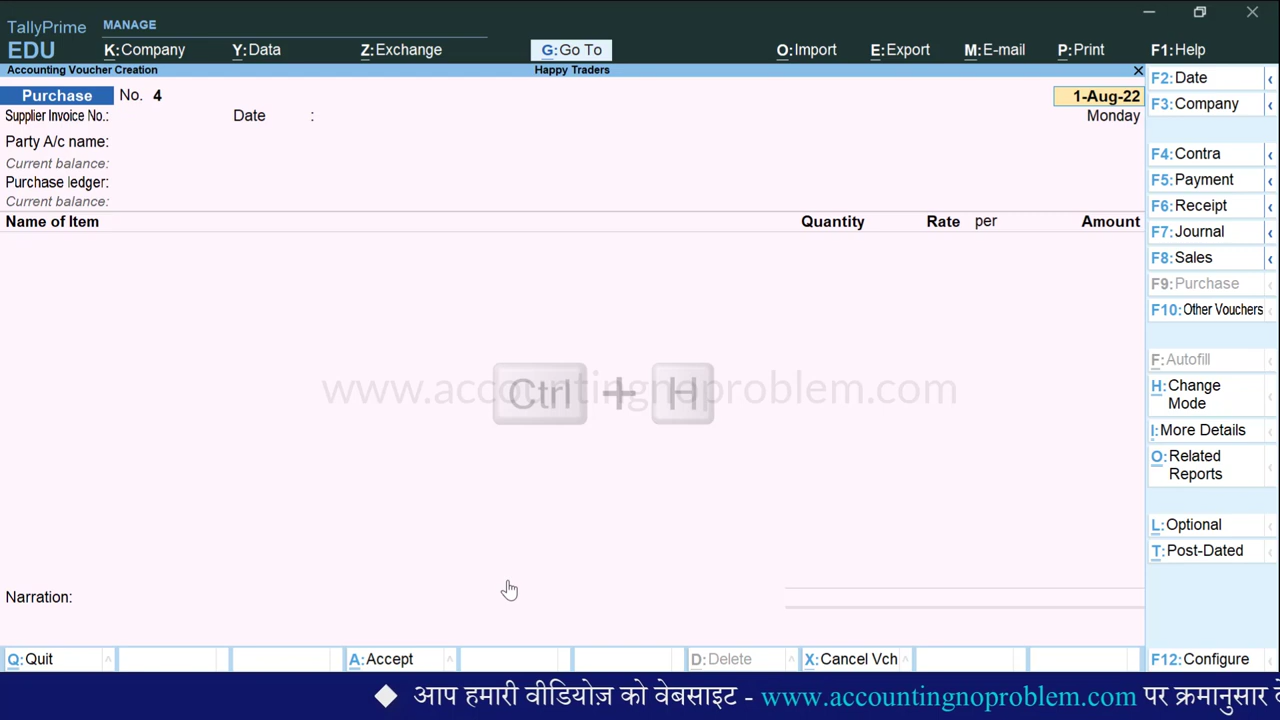 TallyPrime MANAGE
EDU K:Company Y:Data Z:Exchange G:Go To O:Import E:Export M:E-mail P:Print F1:Help
Accounting Voucher Creation Happy Traders
Purchase No. 4 1-Aug-22
Supplier Invoice No.: Date : Monday
Party A/c name:
Current balance:
Purchase ledger:
Current balance:
Name of Item Quantity Rate per Amount
www.accountingnoproblem.com
Ctrl + H
Narration:
F2:Date
F3:Company
F4:Contra
F5:Payment
F6:Receipt
F7:Journal
F8:Sales
F9:Purchase
F10:Other Vouchers
F:Autofill
H:Change
Mode
I:More Details
O:Related
Reports
L:Optional
T:Post-Dated
Q:Quit A:Accept D:Delete X:Cancel Vch F12:Configure
आप हमारी वीडियोज़ को वेबसाइट - www.accountingnoproblem.com पर क्रमानुसार